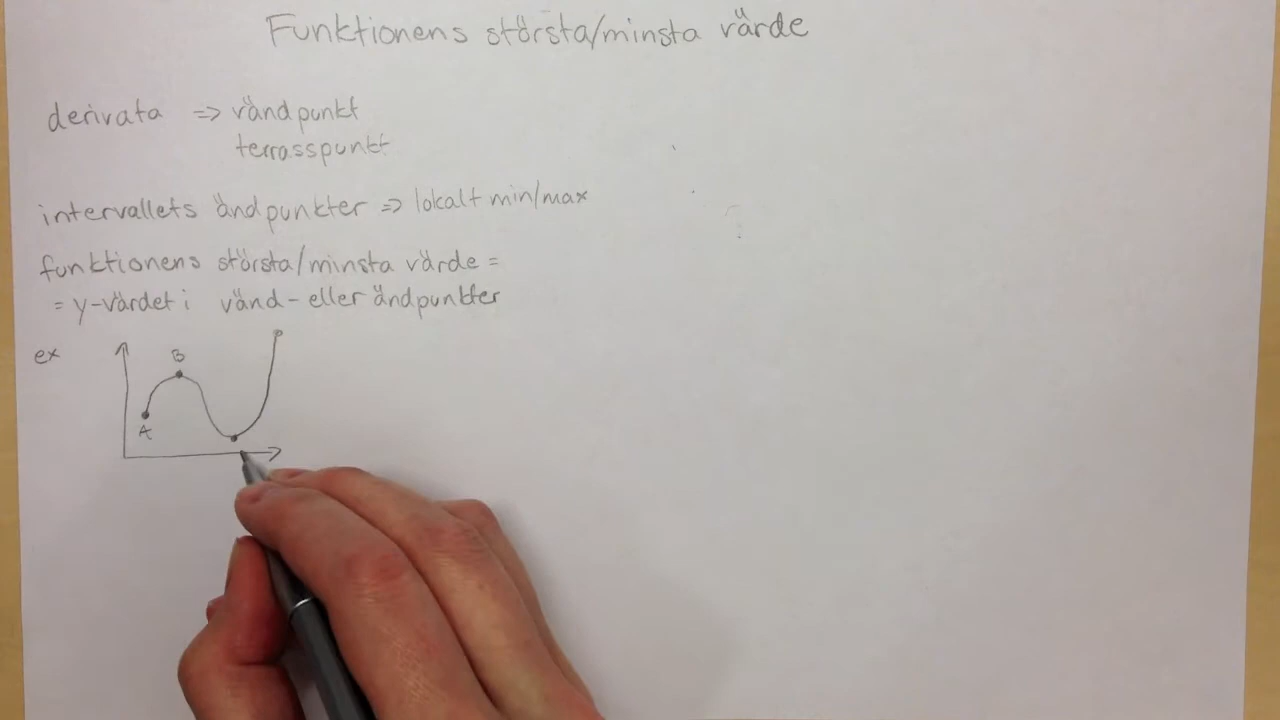 Funktionens största/minsta värde
derivata => vändpunkt
terrasspunkt
intervallets ändpunkter => lokalt min/max
funktionens största/minsta värde =
= y-värdet i vänd- eller ändpunkter
ex
B
A